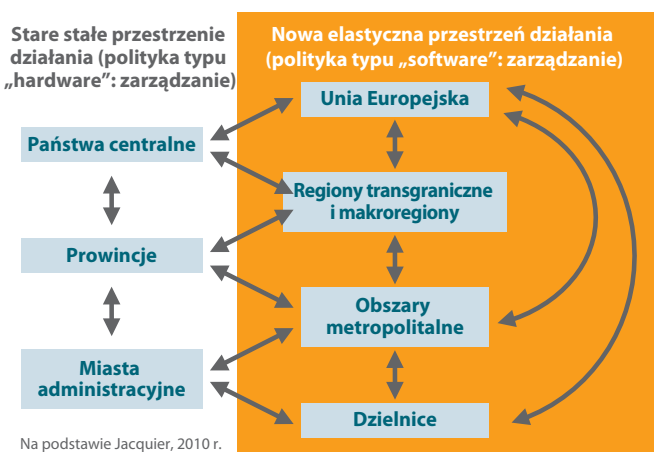 Stare stałe przestrzenie
działania (polityka typu
„hardware”: zarządzanie)
Nowa elastyczna przestrzeń działania
(polityka typu „software”: zarządzanie)
Unia Europejska
Państwa centralne
Regiony transgraniczne
i makroregiony
Prowincje
Obszary
metropolitalne
Miasta
administracyjne
Dzielnice
Na podstawie Jacquier, 2010 r.